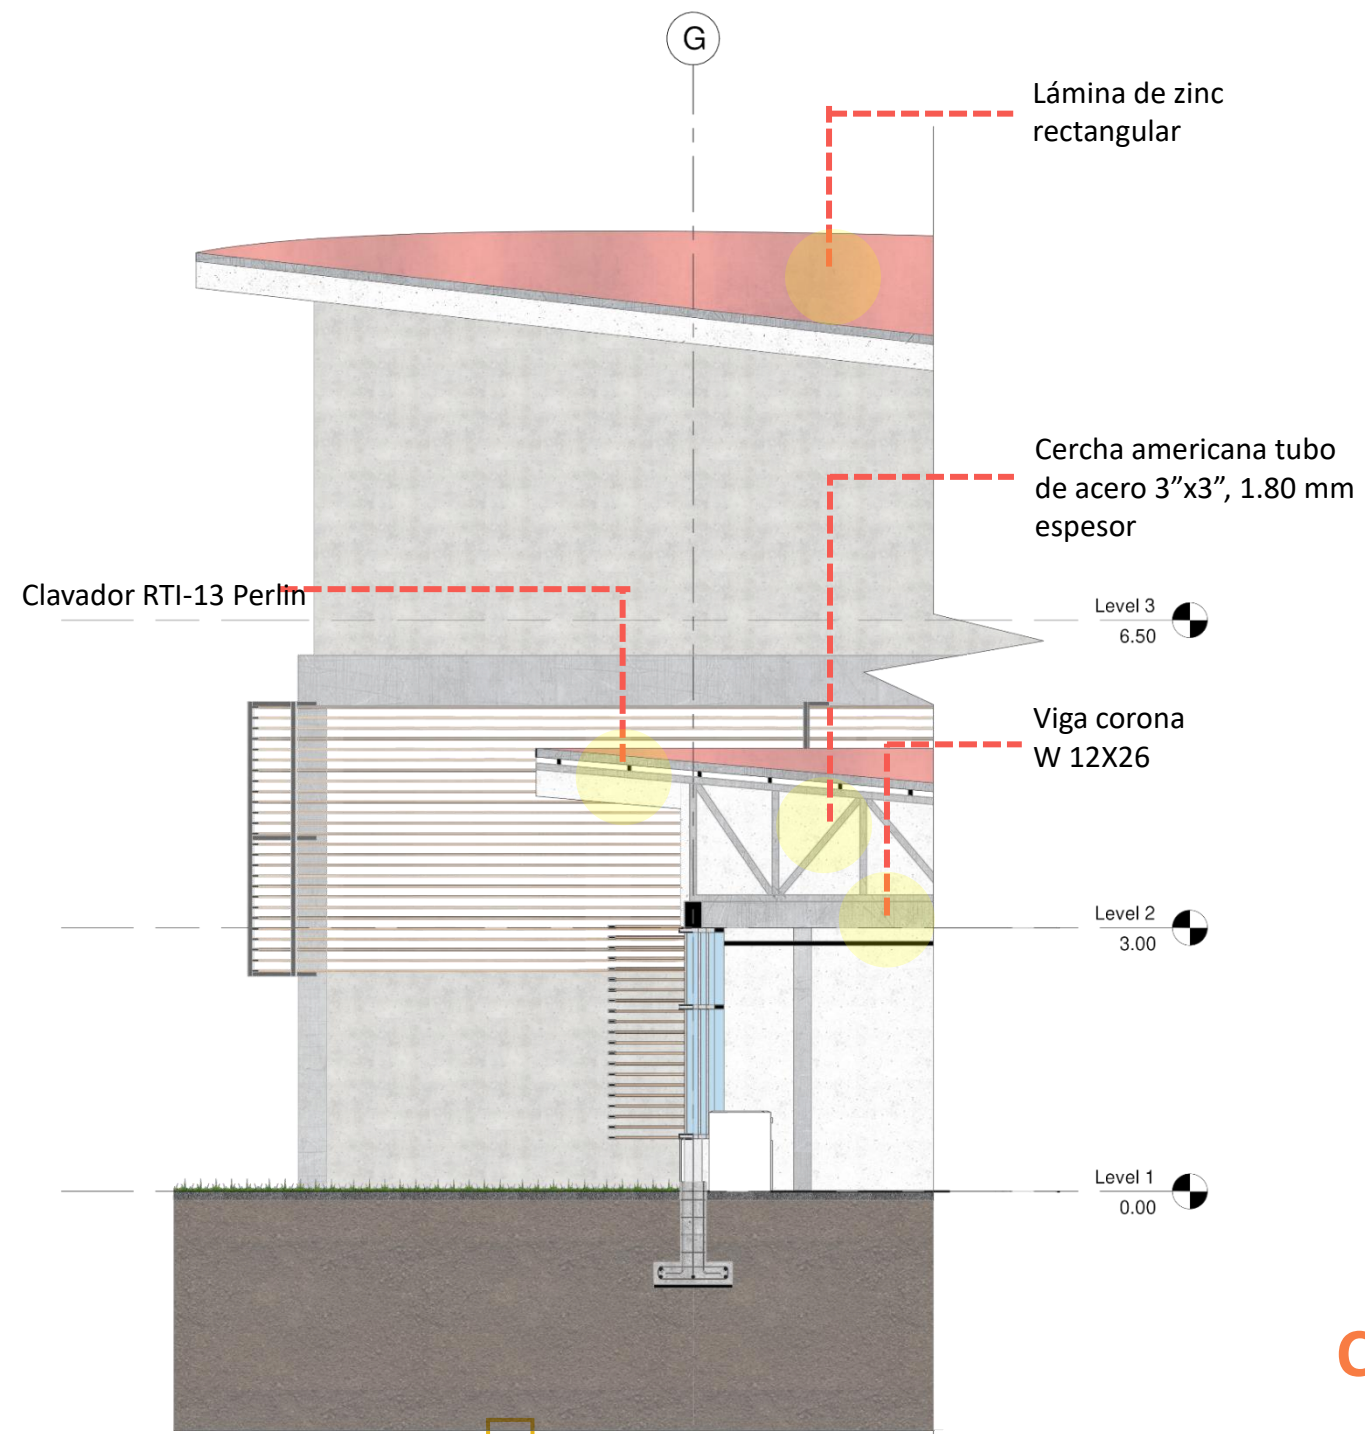 G
Lámina de zinc
rectangular
Cercha americana tubo
de acero 3”x3”, 1.80 mm
espesor
Clavador RTI-13 Perlin
Level 3
6.50
Viga corona
W 12X26
Level 2
3.00
Level 1
0.00